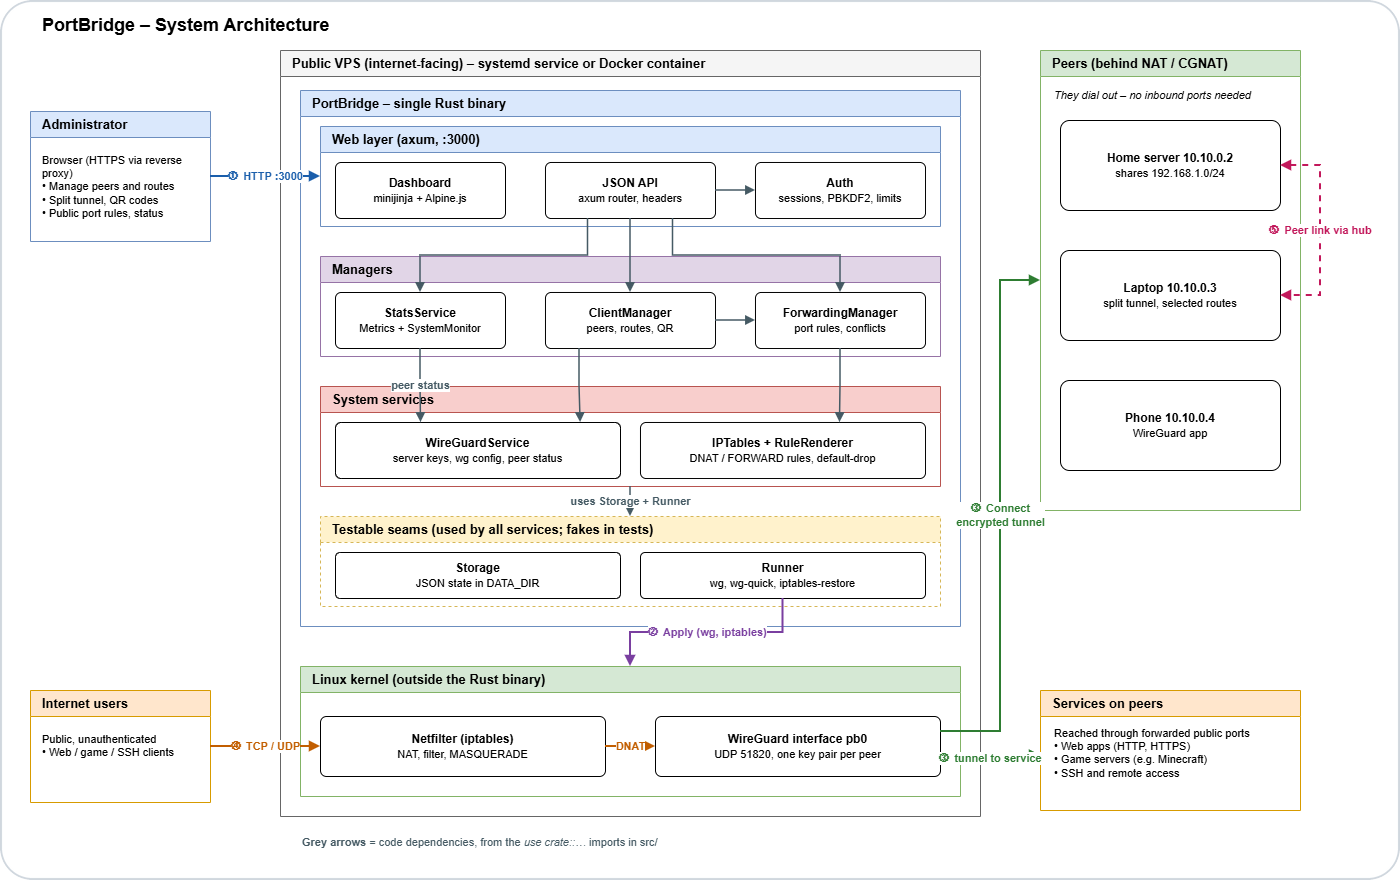 PortBridge – System Architecture
Public VPS (internet-facing) – systemd service or Docker container
Peers (behind NAT / CGNAT)
They dial out – no inbound ports needed
PortBridge – single Rust binary
Administrator
Browser (HTTPS via reverse
proxy)
• Manage peers and routes
• Split tunnel, QR codes
• Public port rules, status
① HTTP :3000
Web layer (axum, :3000)
Dashboard
minijinja + Alpine.js
JSON API
axum router, headers
Auth
sessions, PBKDF2, limits
Home server 10.10.0.2
shares 192.168.1.0/24
⑤ Peer link via hub
Managers
StatsService
Metrics + SystemMonitor
ClientManager
peers, routes, QR
ForwardingManager
port rules, conflicts
Laptop 10.10.0.3
split tunnel, selected routes
peer status
System services
WireGuardService
server keys, wg config, peer status
IPTables + RuleRenderer
DNAT / FORWARD rules, default-drop
Phone 10.10.0.4
WireGuard app
uses Storage + Runner
③ Connect
encrypted tunnel
Testable seams (used by all services; fakes in tests)
Storage
JSON state in DATA_DIR
Runner
wg, wg-quick, iptables-restore
② Apply (wg, iptables)
Linux kernel (outside the Rust binary)
Internet users
Public, unauthenticated
• Web / game / SSH clients
④ TCP / UDP
Netfilter (iptables)
NAT, filter, MASQUERADE
DNAT
WireGuard interface pb0
UDP 51820, one key pair per peer
③ tunnel to service
Services on peers
Reached through forwarded public ports
• Web apps (HTTP, HTTPS)
• Game servers (e.g. Minecraft)
• SSH and remote access
Grey arrows = code dependencies, from the use crate::… imports in src/